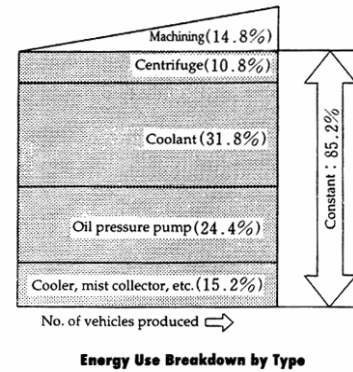 Machining(14.8%)
Centrifuge(10.8%)
Coolant(31.8%)
Oil pressure pump(24.4%)
Cooler, mist collector, etc.(15.2%)
Constant: 85.2%
No. of vehicles produced
Energy Use Breakdown by Type